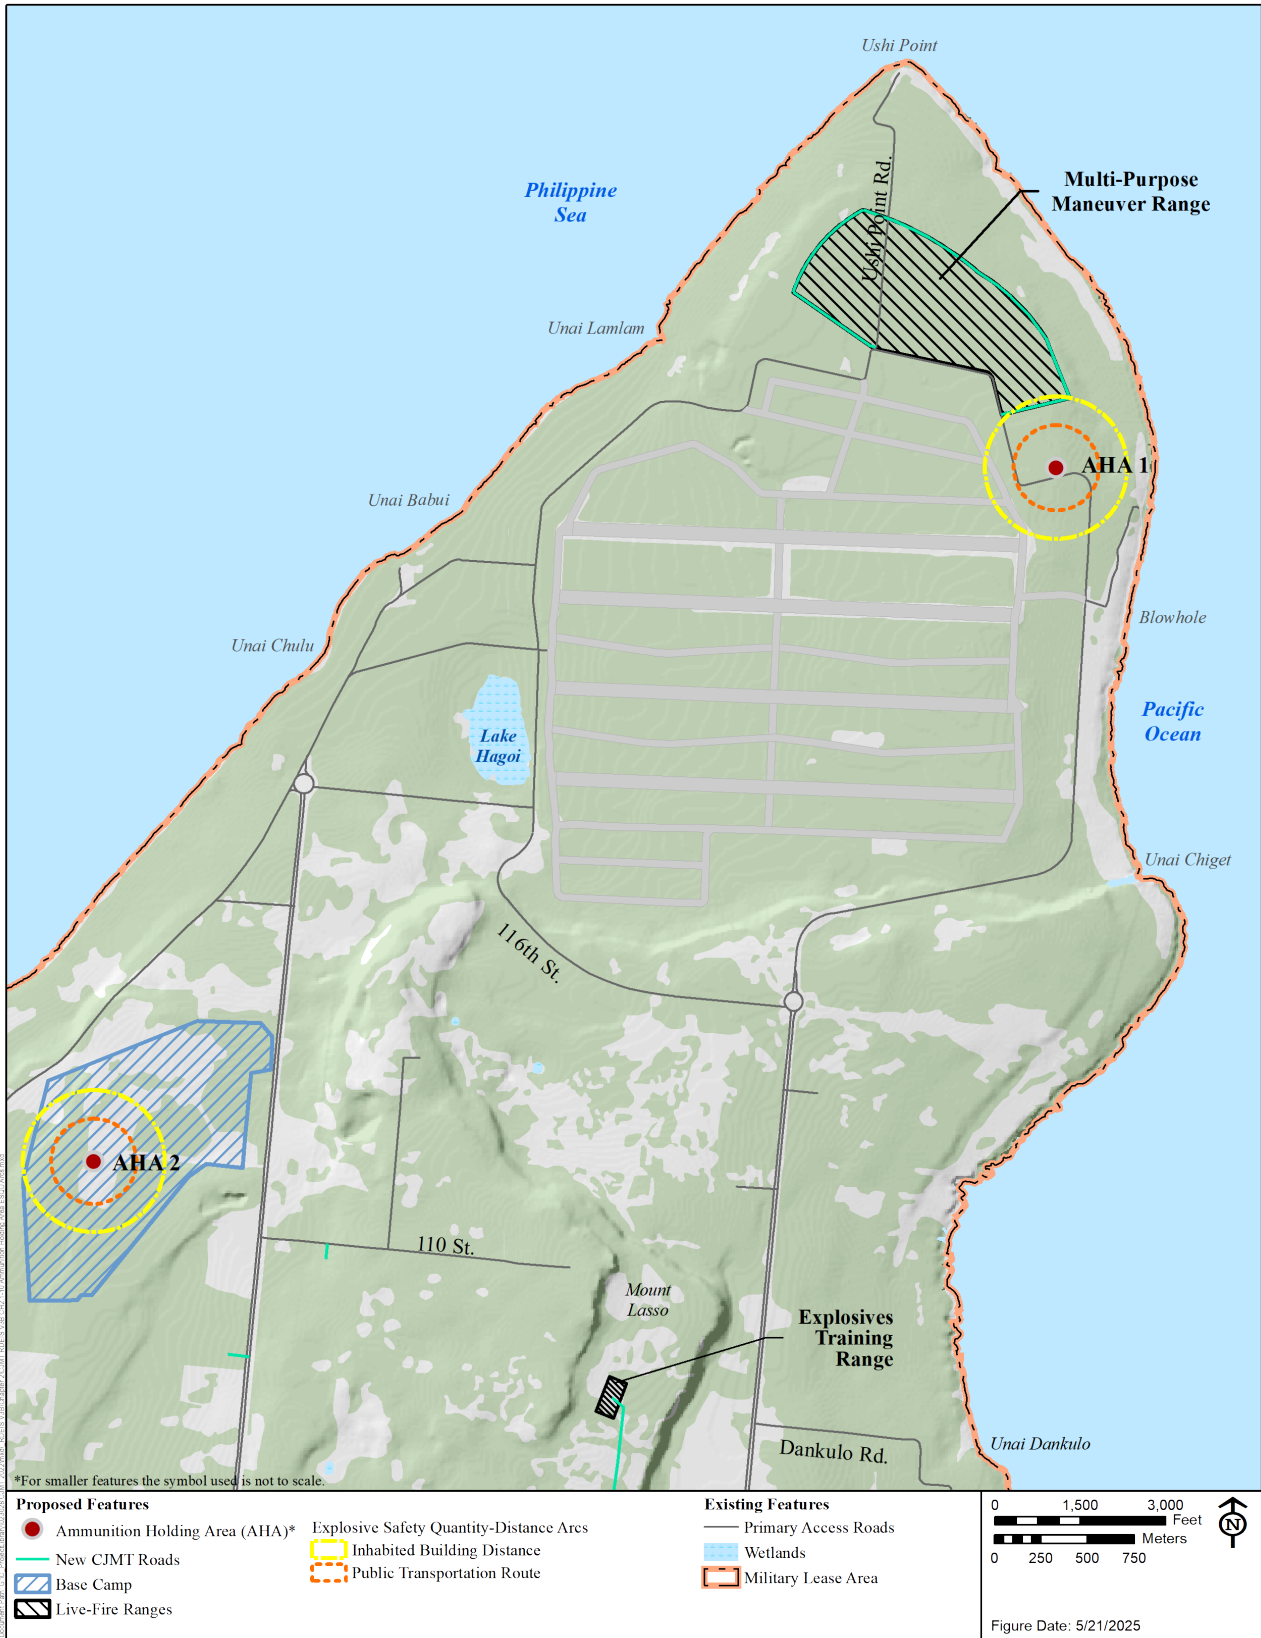 Ushi Point
Philippine
Sea
Multi-Purpose
Maneuver Range
Ushi Point Rd.
Unai Lamlam
AHA 1
Unai Babui
Blowhole
Unai Chulu
Pacific
Ocean
Lake
Hagoi
Unai Chiget
116th St.
AHA 2
110 St.
Mount
Lasso
Explosives
Training
Range
Unai Dankulo
Dankulo Rd.
*For smaller features the symbol used is not to scale.
Proposed Features
Ammunition Holding Area (AHA)*
New CJMT Roads
Base Camp
Live-Fire Ranges
Explosive Safety Quantity-Distance Arcs
Inhabited Building Distance
Public Transportation Route
Existing Features
Primary Access Roads
Wetlands
Military Lease Area
0 1,500 3,000
Feet
Meters
0 250 500 750
N
Figure Date: 5/21/2025